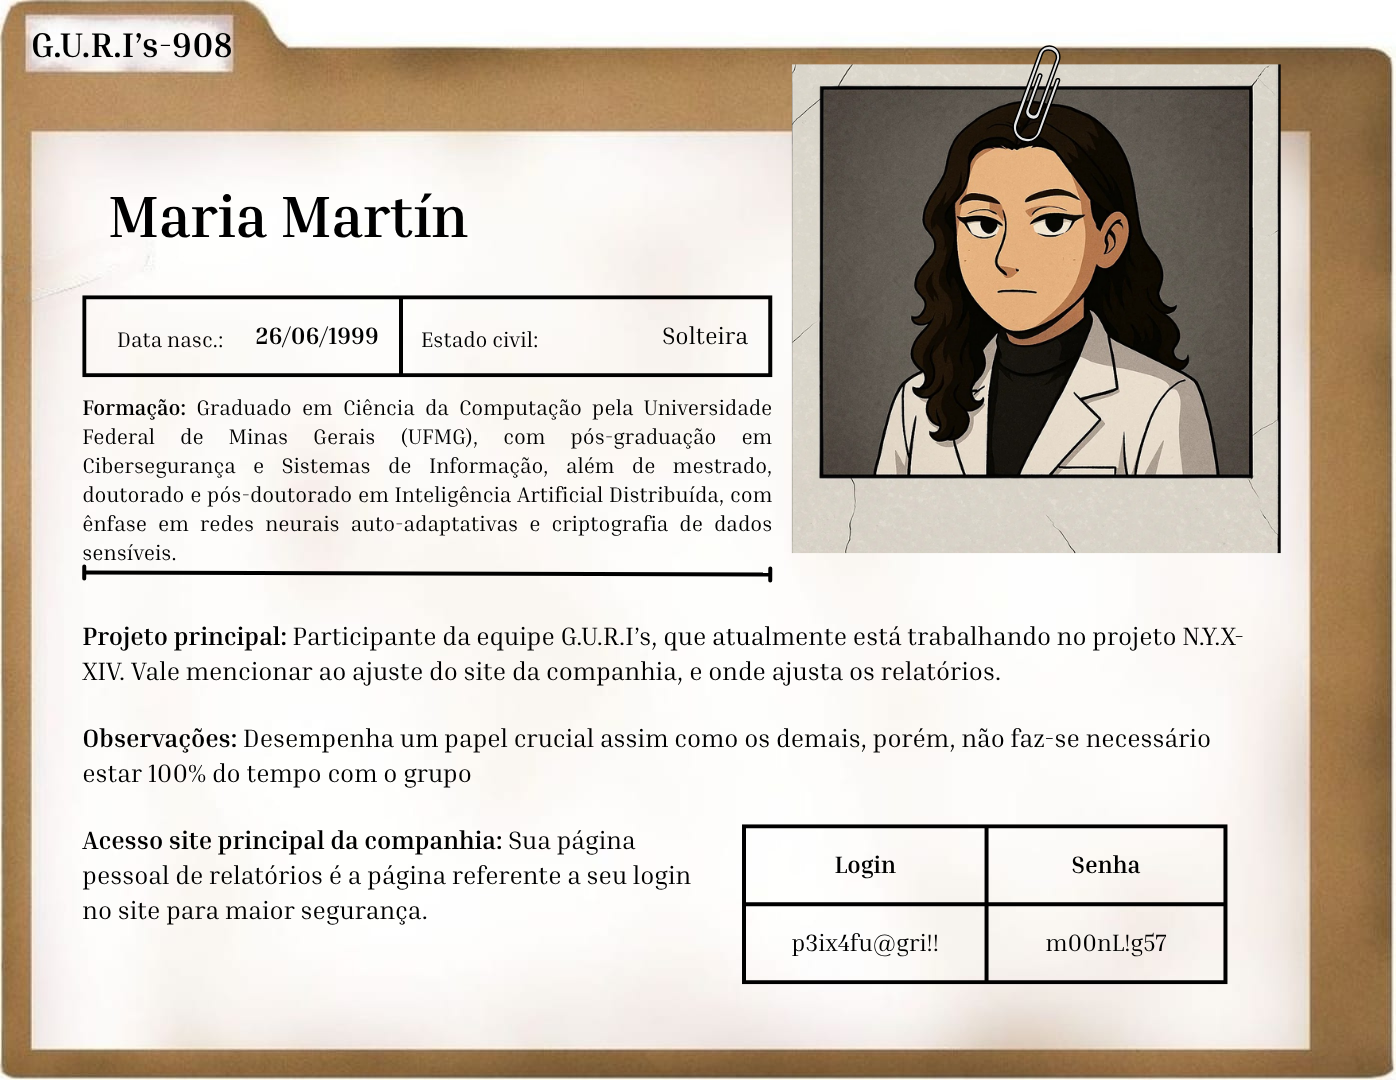 G.U.R.I’s-908
Maria Martín
Data nasc.: 26/06/1999 Estado civil: Solteira
Formação: Graduado em Ciência da Computação pela Universidade
Federal de Minas Gerais (UFMG), com pós-graduação em
Cibersegurança e Sistemas de Informação, além de mestrado,
doutorado e pós-doutorado em Inteligência Artificial Distribuída, com
ênfase em redes neurais auto-adaptativas e criptografia de dados
sensíveis.
Projeto principal: Participante da equipe G.U.R.I’s, que atualmente está trabalhando no projeto N.Y.X-
XIV. Vale mencionar ao ajuste do site da companhia, e onde ajusta os relatórios.
Observações: Desempenha um papel crucial assim como os demais, porém, não faz-se necessário
estar 100% do tempo com o grupo
Acesso site principal da companhia: Sua página
pessoal de relatórios é a página referente a seu login
no site para maior segurança.
Login Senha
p3ix4fu@gri!! m00nL!g57